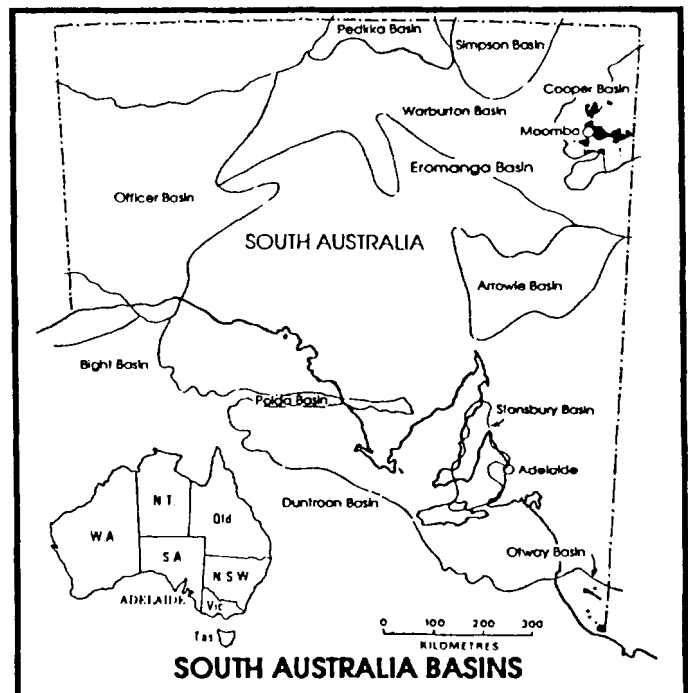 Pedirka Basin
Simpson Basin
Cooper Basin
Warburton Basin
Moomba
Eromanga Basin
Officer Basin
SOUTH AUSTRALIA
Arrowie Basin
Bight Basin
Polda Basin
Stansbury Basin
Adelaide
Duntroon Basin
Otway Basin
N.T.
Qld
W.A
S.A
N.S.W
ADELAIDE
Vic
Tas
0 100 200 300
KILOMETRES
SOUTH AUSTRALIA BASINS